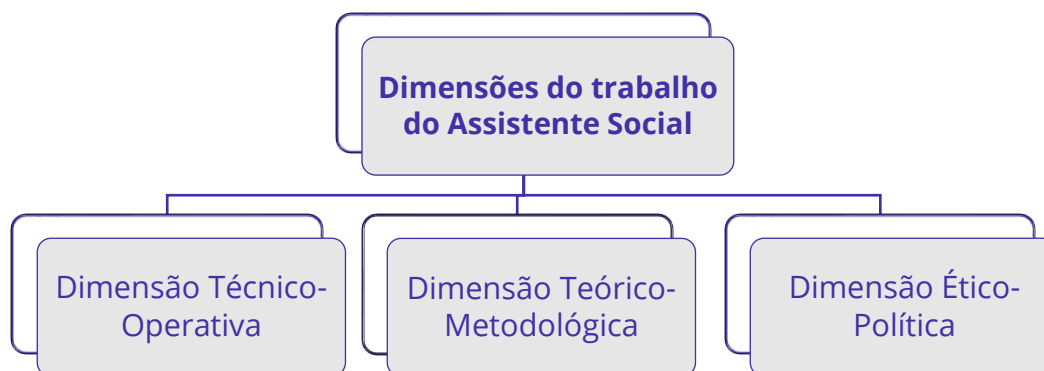 Dimensões do trabalho
do Assistente Social
Dimensão Técnico-
Operativa
Dimensão Teórico-
Metodológica
Dimensão Ético-
Política